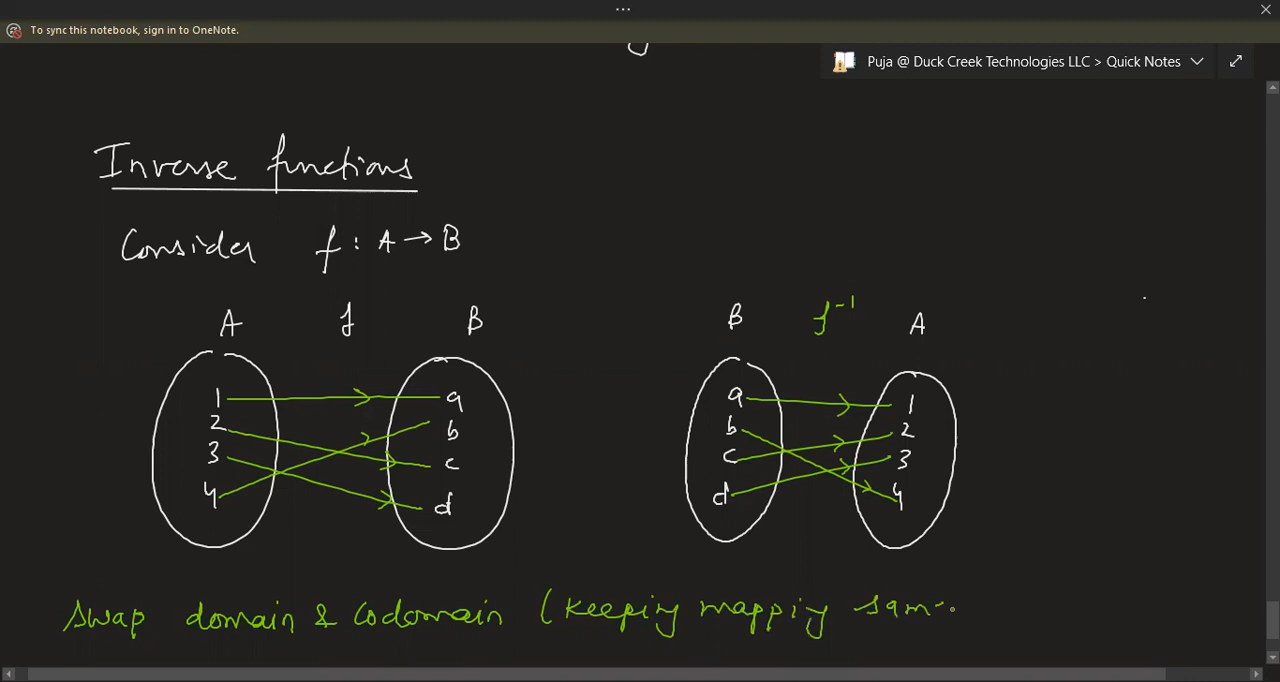 ...
To sync this notebook, sign in to OneNote.
Puja @ Duck Creek Technologies LLC > Quick Notes
Inverse functions
Consider f : A → B
A f B
1 a
2 b
3 c
4 d
B f⁻¹ A
a 1
b 2
c 3
d 4
Swap domain & codomain (keeping mapping sam